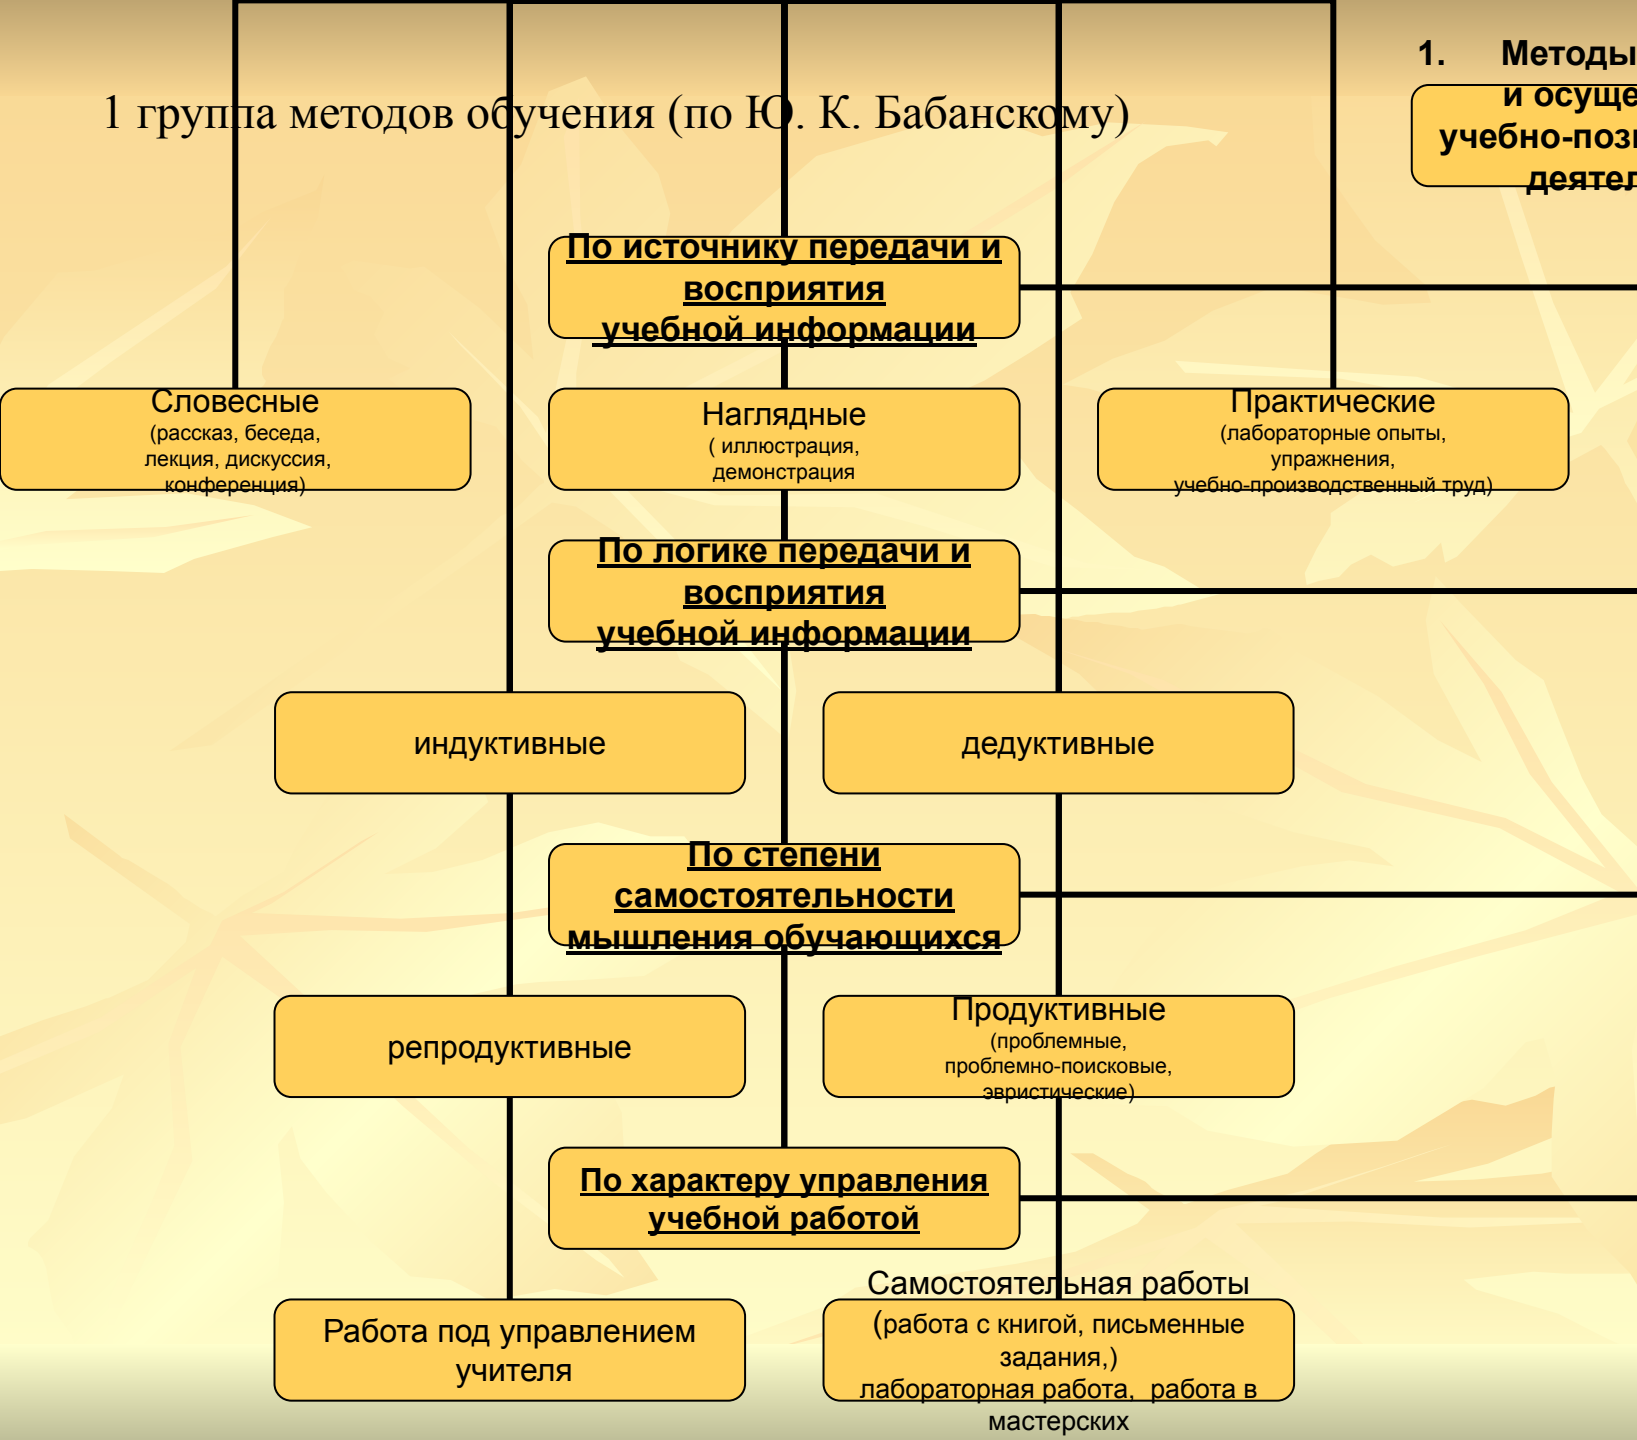 1 группа методов обучения (по Ю. К. Бабанскому)
1. Методы
и осуще
учебно-позн
деятел
По источнику передачи и
восприятия
учебной информации
Словесные
(рассказ, беседа,
лекция, дискуссия,
конференция)
Наглядные
( иллюстрация,
демонстрация
Практические
(лабораторные опыты,
упражнения,
учебно-производственный труд)
По логике передачи и
восприятия
учебной информации
индуктивные
дедуктивные
По степени
самостоятельности
мышления обучающихся
репродуктивные
Продуктивные
(проблемные,
проблемно-поисковые,
эвристические)
По характеру управления
учебной работой
Работа под управлением
учителя
Самостоятельная работы
(работа с книгой, письменные
задания,)
лабораторная работа, работа в
мастерских